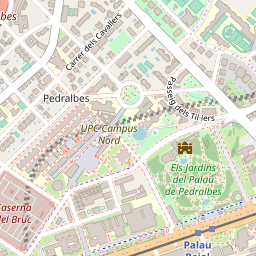 Carrer dels Cavallers
Passeig dels Til·lers
Pedralbes
UPC Campus
Nord
Els Jardins
del Palau
de Pedralbes
Caserna
del Bruc
Palau
Reial